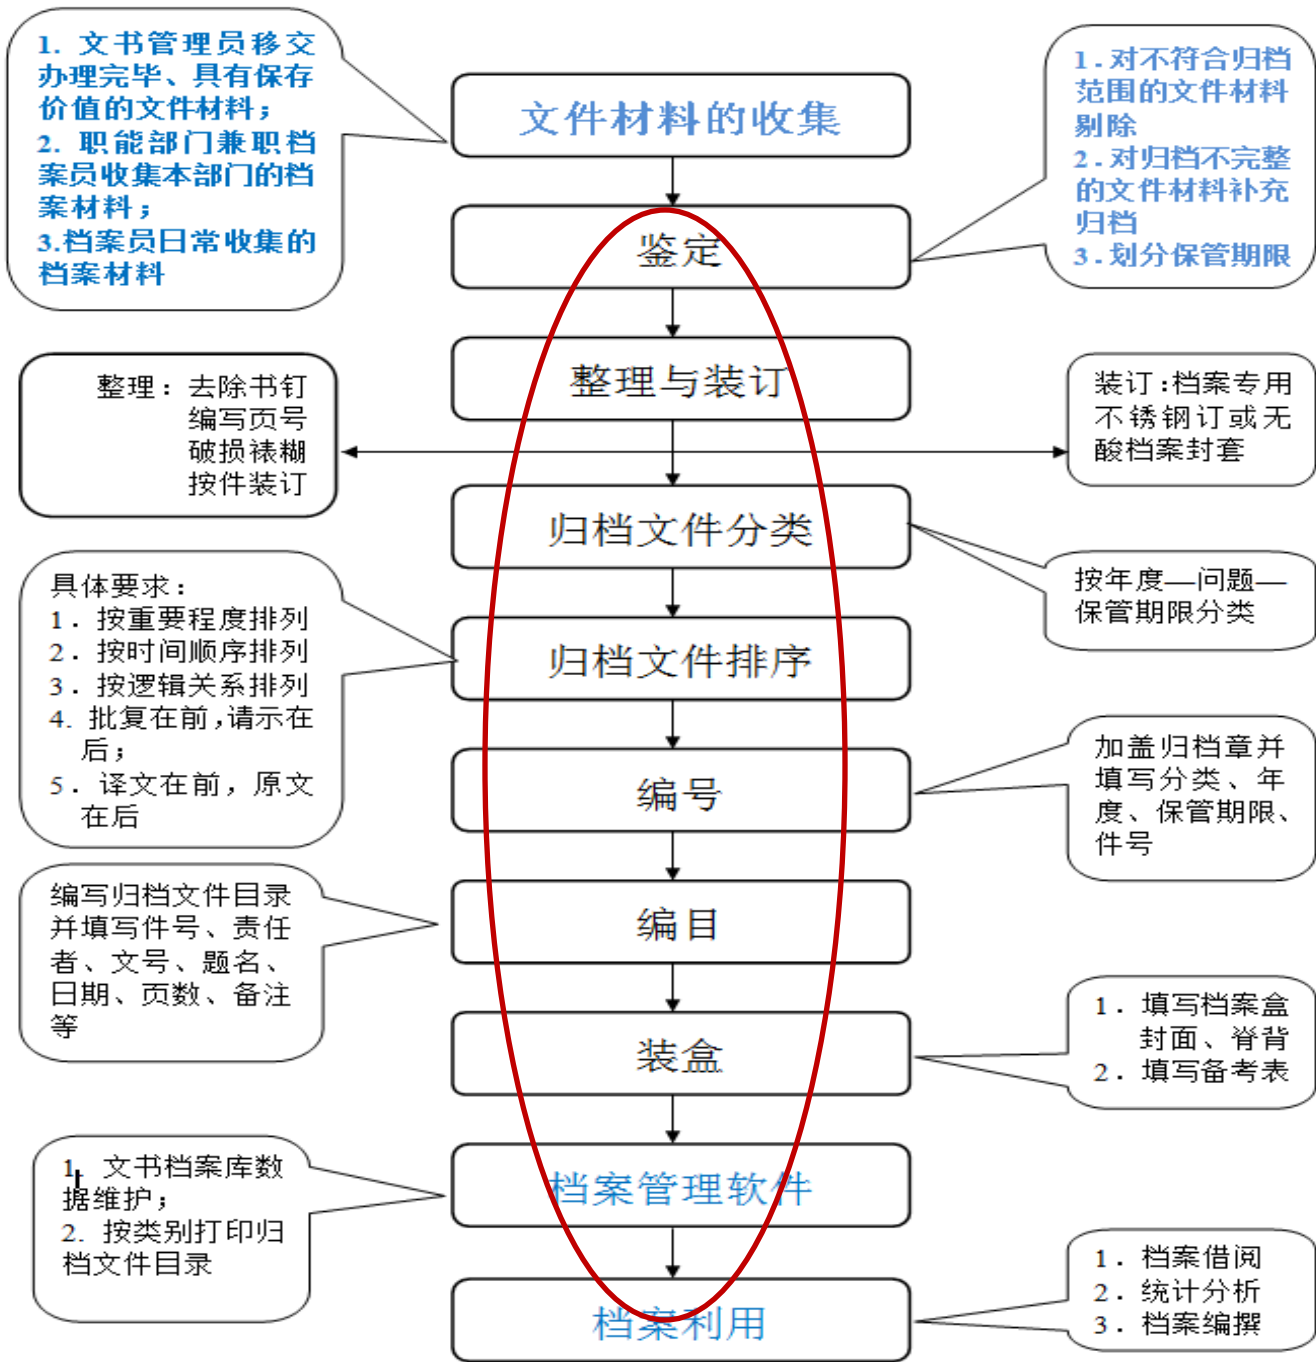 1. 文书管理员移交
办理完毕、具有保存
价值的文件材料；
2. 职能部门兼职档
案员收集本部门的档
案材料；
3.档案员日常收集的
档案材料
文件材料的收集
1.对不符合归档
范围的文件材料
剔除
2.对归档不完整
的文件材料补充
归档
3.划分保管期限
鉴定
整理与装订
整理：去除书钉
编写页号
破损裱糊
按件装订
装订：档案专用
不锈钢订或无
酸档案封套
归档文件分类
按年度—问题—
保管期限分类
具体要求：
1．按重要程度排列
2．按时间顺序排列
3．按逻辑关系排列
4. 批复在前，请示在
后；
5．译文在前，原文
在后
归档文件排序
编号
加盖归档章并
填写分类、年
度、保管期限、
件号
编写归档文件目录
并填写件号、责任
者、文号、题名、
日期、页数、备注
等
编目
装盒
1．填写档案盒
封面、脊背
2．填写备考表
1. 文书档案库数
据维护；
2. 按类别打印归
档文件目录
档案管理软件
档案利用
1．档案借阅
2．统计分析
3．档案编撰